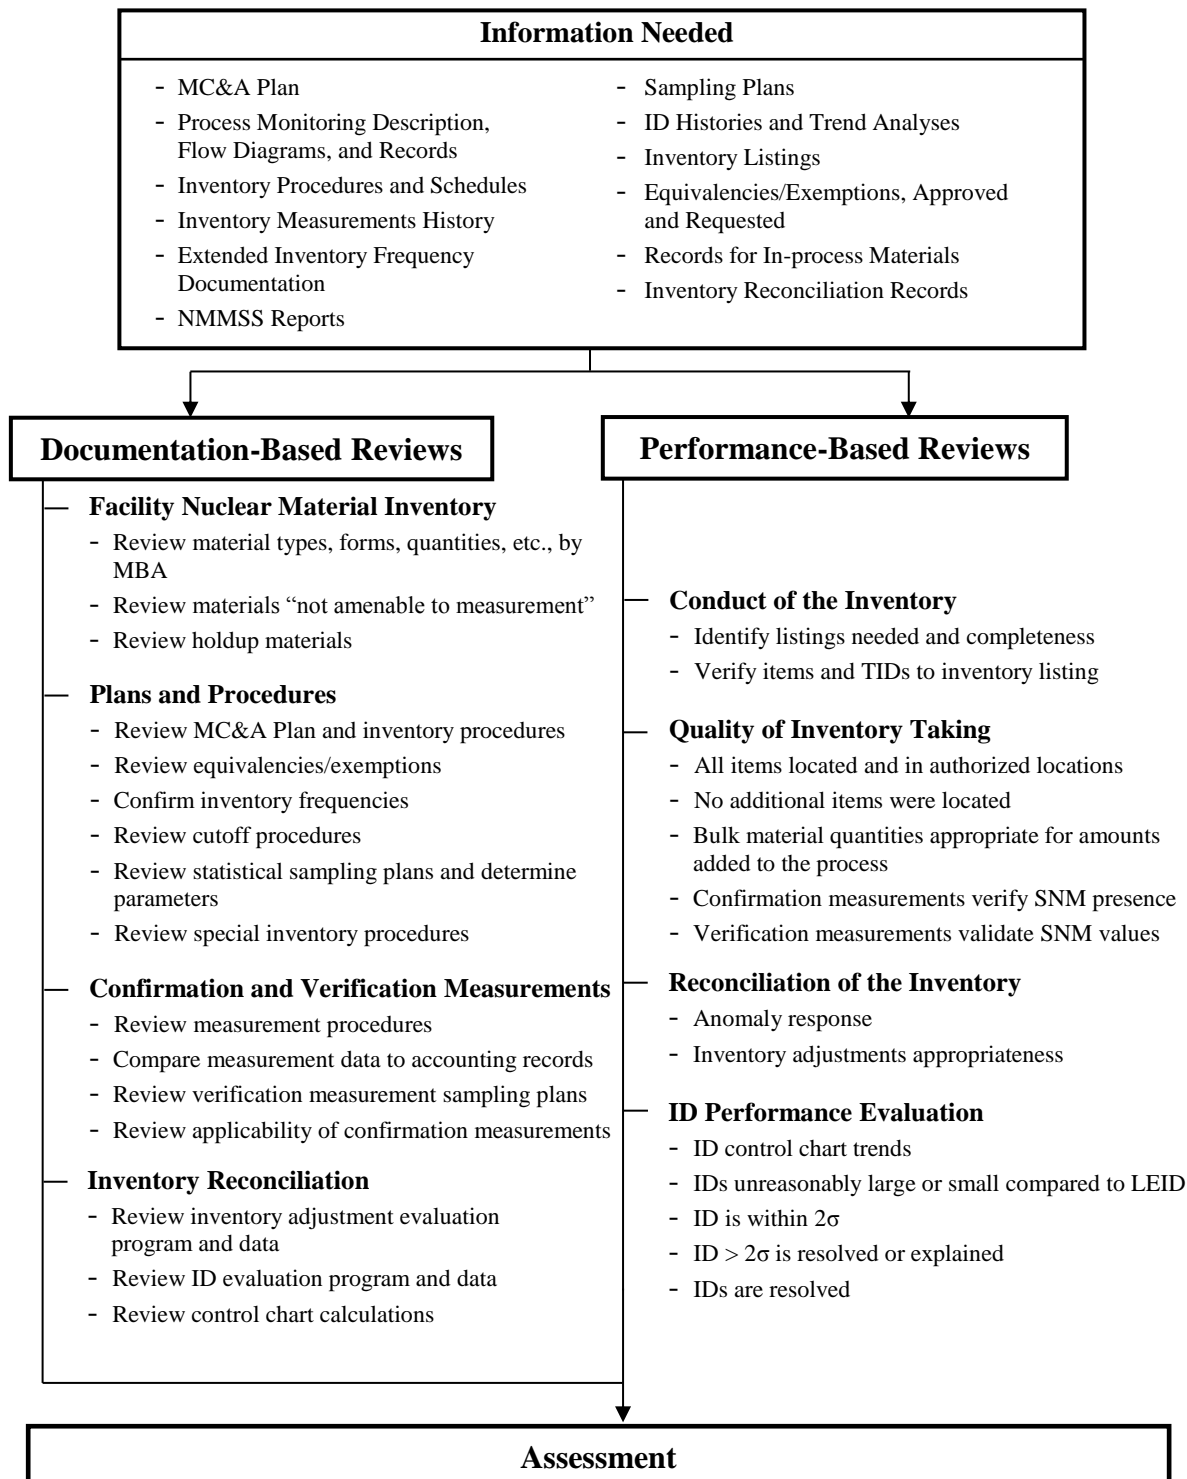 Information Needed
- MC&A Plan
- Process Monitoring Description,
Flow Diagrams, and Records
- Inventory Procedures and Schedules
- Inventory Measurements History
- Extended Inventory Frequency
Documentation
- NMMSS Reports
- Sampling Plans
- ID Histories and Trend Analyses
- Inventory Listings
- Equivalencies/Exemptions, Approved
and Requested
- Records for In-process Materials
- Inventory Reconciliation Records
Documentation-Based Reviews
Facility Nuclear Material Inventory
- Review material types, forms, quantities, etc., by
MBA
- Review materials “not amenable to measurement”
- Review holdup materials
Plans and Procedures
- Review MC&A Plan and inventory procedures
- Review equivalencies/exemptions
- Confirm inventory frequencies
- Review cutoff procedures
- Review statistical sampling plans and determine
parameters
- Review special inventory procedures
Confirmation and Verification Measurements
- Review measurement procedures
- Compare measurement data to accounting records
- Review verification measurement sampling plans
- Review applicability of confirmation measurements
Inventory Reconciliation
- Review inventory adjustment evaluation
program and data
- Review ID evaluation program and data
- Review control chart calculations
Performance-Based Reviews
Conduct of the Inventory
- Identify listings needed and completeness
- Verify items and TIDs to inventory listing
Quality of Inventory Taking
- All items located and in authorized locations
- No additional items were located
- Bulk material quantities appropriate for amounts
added to the process
- Confirmation measurements verify SNM presence
- Verification measurements validate SNM values
Reconciliation of the Inventory
- Anomaly response
- Inventory adjustments appropriateness
ID Performance Evaluation
- ID control chart trends
- IDs unreasonably large or small compared to LEID
- ID is within 2σ
- ID > 2σ is resolved or explained
- IDs are resolved
Assessment